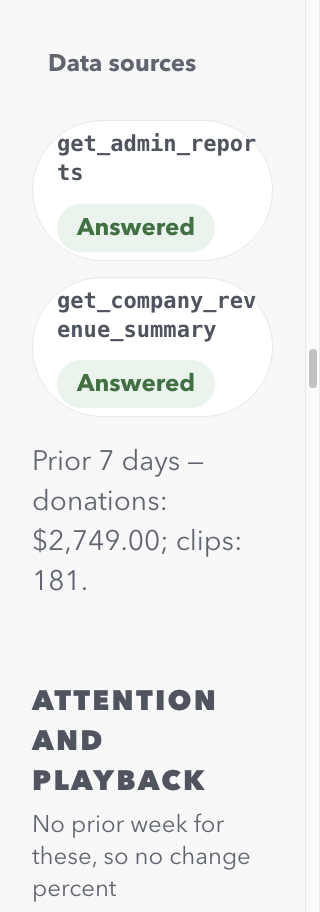 Data sources
get_admin_repor
ts
Answered
get_company_rev
enue_summary
Answered
Prior 7 days —
donations:
$2,749.00; clips:
181.
ATTENTION
AND
PLAYBACK
No prior week for
these, so no change
percent